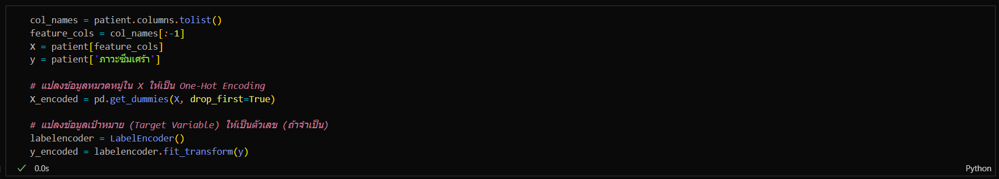 col_names = patient.columns.tolist()
feature_cols = col_names[:-1]
X = patient[feature_cols]
y = patient['ภาวะซึมเศร้า']
# แปลงข้อมูลหมวดหมู่ใน X ให้เป็น One-Hot Encoding
X_encoded = pd.get_dummies(X, drop_first=True)
# แปลงข้อมูลเป้าหมาย (Target Variable) ให้เป็นตัวเลข (ถ้าจำเป็น)
labelencoder = LabelEncoder()
y_encoded = labelencoder.fit_transform(y)
0.0s
Python